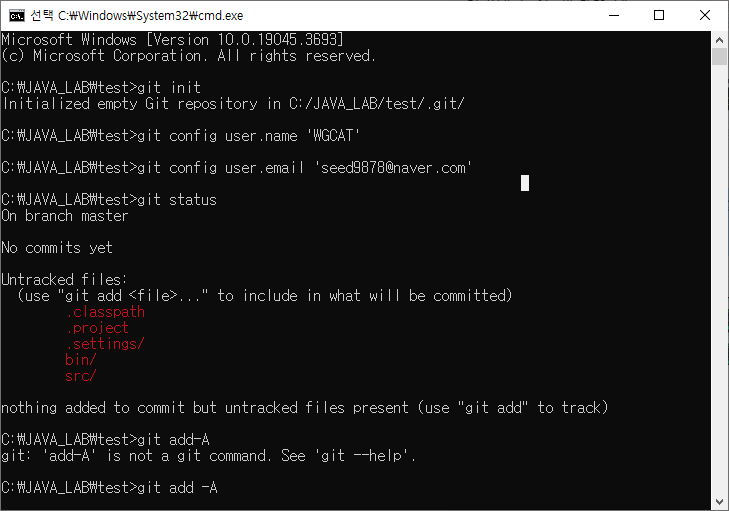 선택 C:₩Windows₩System32₩cmd.exe
Microsoft Windows [Version 10.0.19045.3693]
(c) Microsoft Corporation. All rights reserved.
C:₩JAVA_LAB₩test>git init
Initialized empty Git repository in C:/JAVA_LAB/test/.git/
C:₩JAVA_LAB₩test>git config user.name 'WGCAT'
C:₩JAVA_LAB₩test>git config user.email 'seed9878@naver.com'
C:₩JAVA_LAB₩test>git status
On branch master
No commits yet
Untracked files:
  (use "git add <file>..." to include in what will be committed)
        .classpath
        .project
        .settings/
        bin/
        src/
nothing added to commit but untracked files present (use "git add" to track)
C:₩JAVA_LAB₩test>git add-A
git: 'add-A' is not a git command. See 'git --help'.
C:₩JAVA_LAB₩test>git add -A